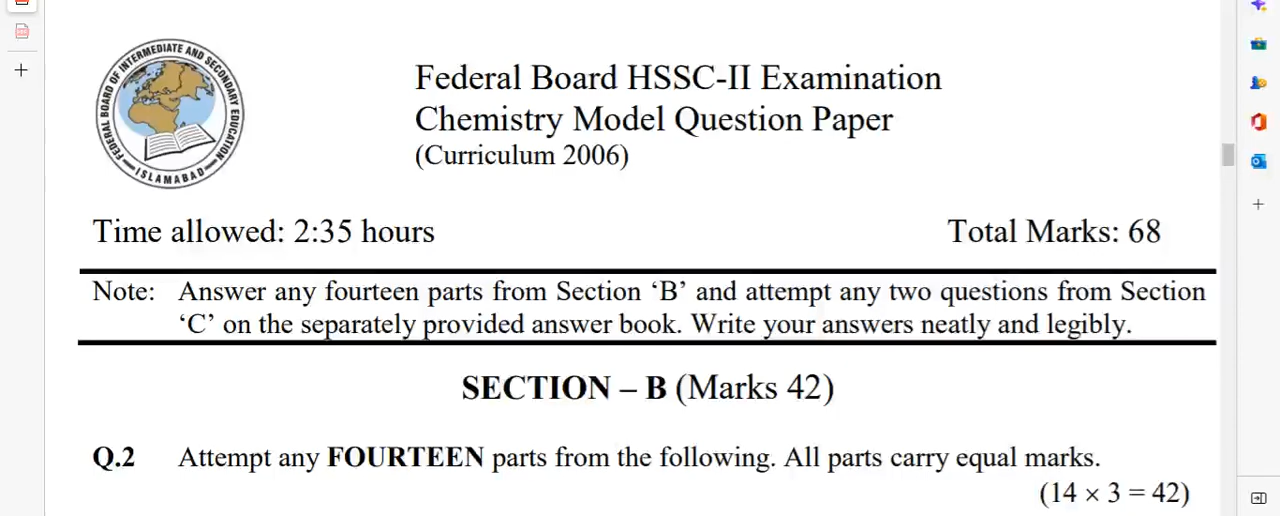 FEDERAL BOARD OF INTERMEDIATE AND SECONDARY EDUCATION
ISLAMABAD
Federal Board HSSC-II Examination
Chemistry Model Question Paper
(Curriculum 2006)
Time allowed: 2:35 hours Total Marks: 68
Note: Answer any fourteen parts from Section ‘B’ and attempt any two questions from Section
‘C’ on the separately provided answer book. Write your answers neatly and legibly.
SECTION – B (Marks 42)
Q.2 Attempt any FOURTEEN parts from the following. All parts carry equal marks.
(14 × 3 = 42)